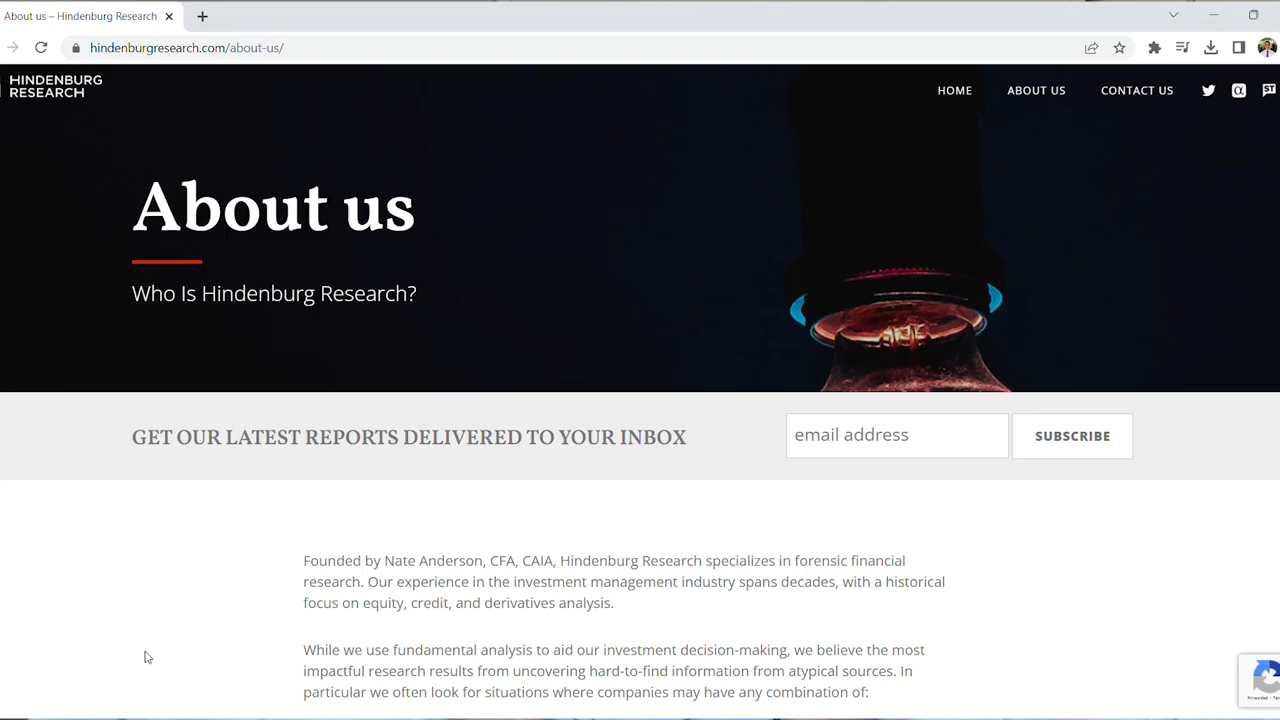 About us – Hindenburg Research
hindenburgresearch.com/about-us/
HINDENBURG
RESEARCH
HOME
ABOUT US
CONTACT US
α
ST
About us
Who Is Hindenburg Research?
GET OUR LATEST REPORTS DELIVERED TO YOUR INBOX
email address
SUBSCRIBE
Founded by Nate Anderson, CFA, CAIA, Hindenburg Research specializes in forensic financial
research. Our experience in the investment management industry spans decades, with a historical
focus on equity, credit, and derivatives analysis.
While we use fundamental analysis to aid our investment decision-making, we believe the most
impactful research results from uncovering hard-to-find information from atypical sources. In
particular we often look for situations where companies may have any combination of: